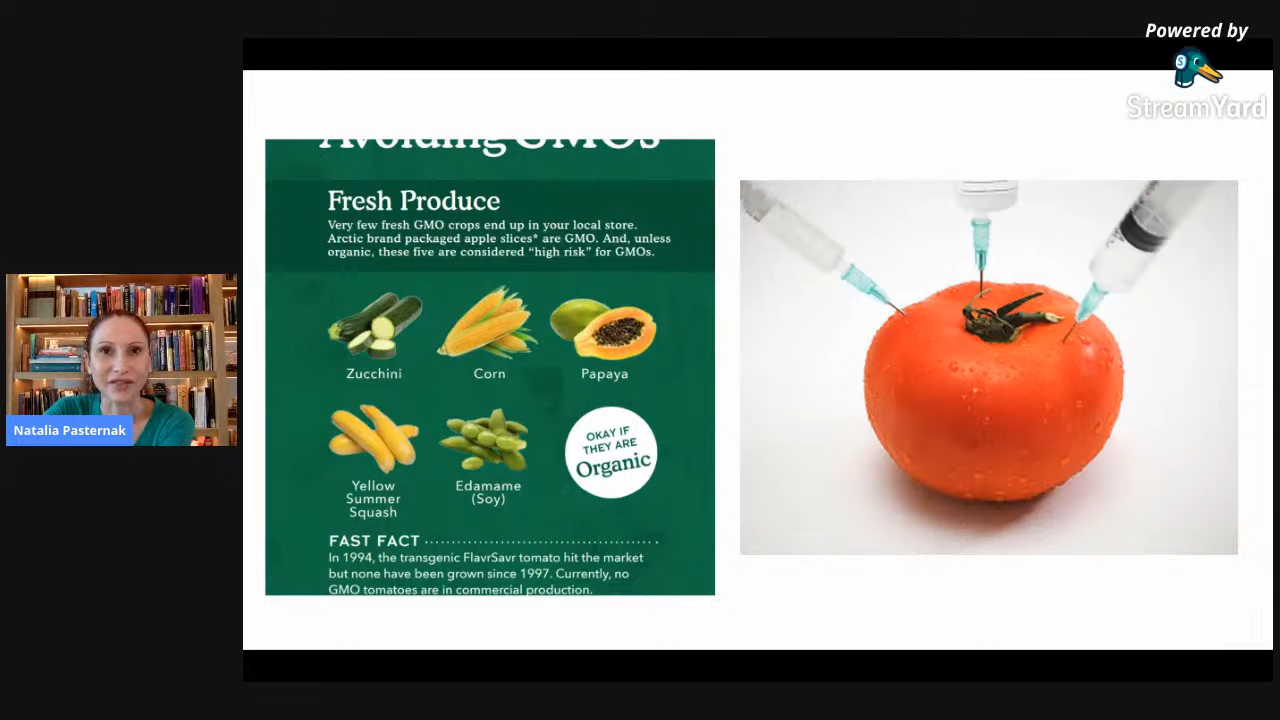 Powered by
StreamYard
Avoiding GMOs
Fresh Produce
Very few fresh GMO crops end up in your local store.
Arctic brand packaged apple slices* are GMO. And, unless
organic, these five are considered “high risk” for GMOs.
Zucchini
Corn
Papaya
Yellow
Summer
Squash
Edamame
(Soy)
OKAY IF
THEY ARE
Organic
FAST FACT
In 1994, the transgenic FlavrSavr tomato hit the market
but none have been grown since 1997. Currently, no
GMO tomatoes are in commercial production.
Natalia Pasternak